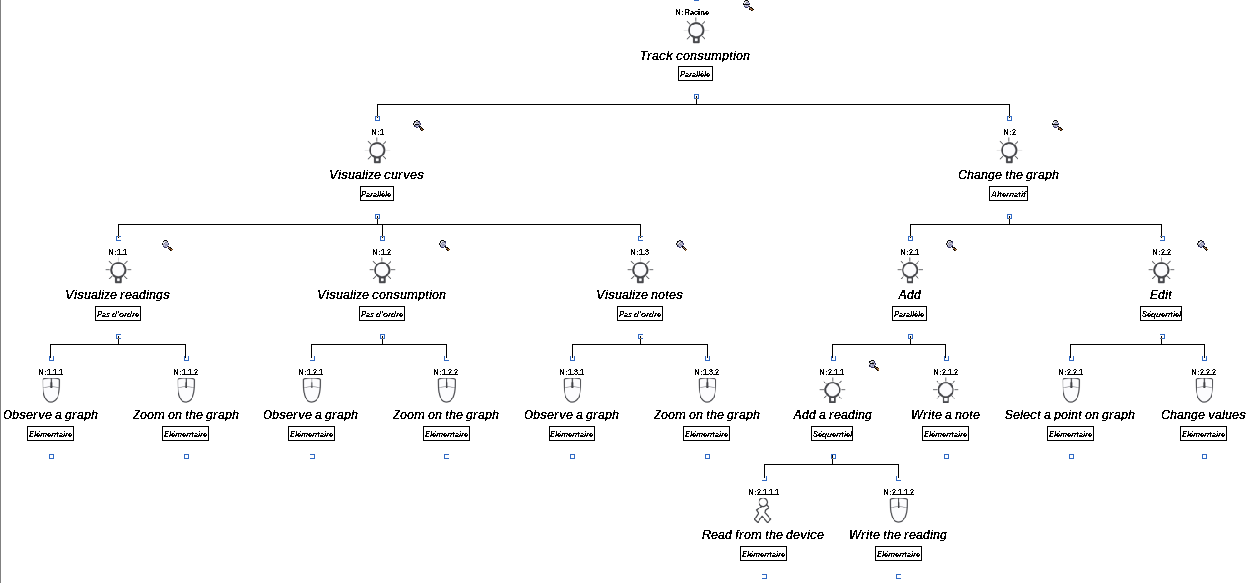 N:Racine
Track consumption
Parallèle
N:1
N:2
Visualize curves
Change the graph
Parallèle
Alternatif
N:1.1
N:1.2
N:1.3
N:2.1
N:2.2
Visualize readings
Visualize consumption
Visualize notes
Add
Edit
Pas d'ordre
Pas d'ordre
Pas d'ordre
Parallèle
Séquentiel
N:1.1.1
N:1.1.2
N:1.2.1
N:1.2.2
N:1.3.1
N:1.3.2
N:2.1.1
N:2.1.2
N:2.2.1
N:2.2.2
Observe a graph
Zoom on the graph
Observe a graph
Zoom on the graph
Observe a graph
Zoom on the graph
Add a reading
Write a note
Select a point on graph
Change values
Elémentaire
Elémentaire
Elémentaire
Elémentaire
Elémentaire
Elémentaire
Séquentiel
Elémentaire
Elémentaire
Elémentaire
N:2.1.1.1
N:2.1.1.2
Read from the device
Write the reading
Elémentaire
Elémentaire